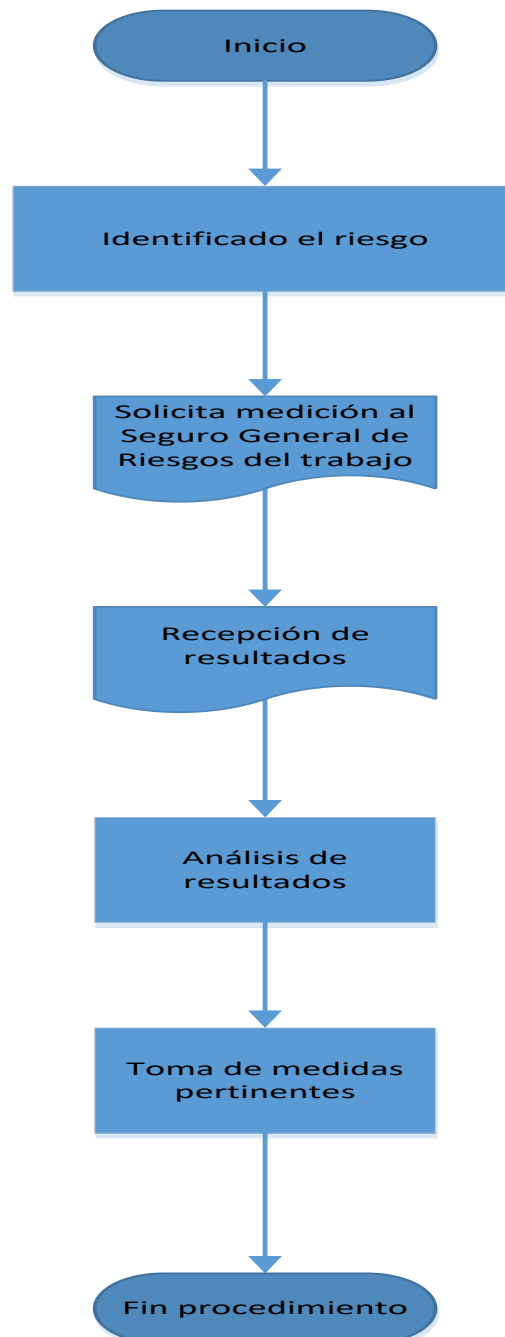 Inicio
Identificado el riesgo
Solicita medición al
Seguro General de
Riesgos del trabajo
Recepción de
resultados
Análisis de
resultados
Toma de medidas
pertinentes
Fin procedimiento